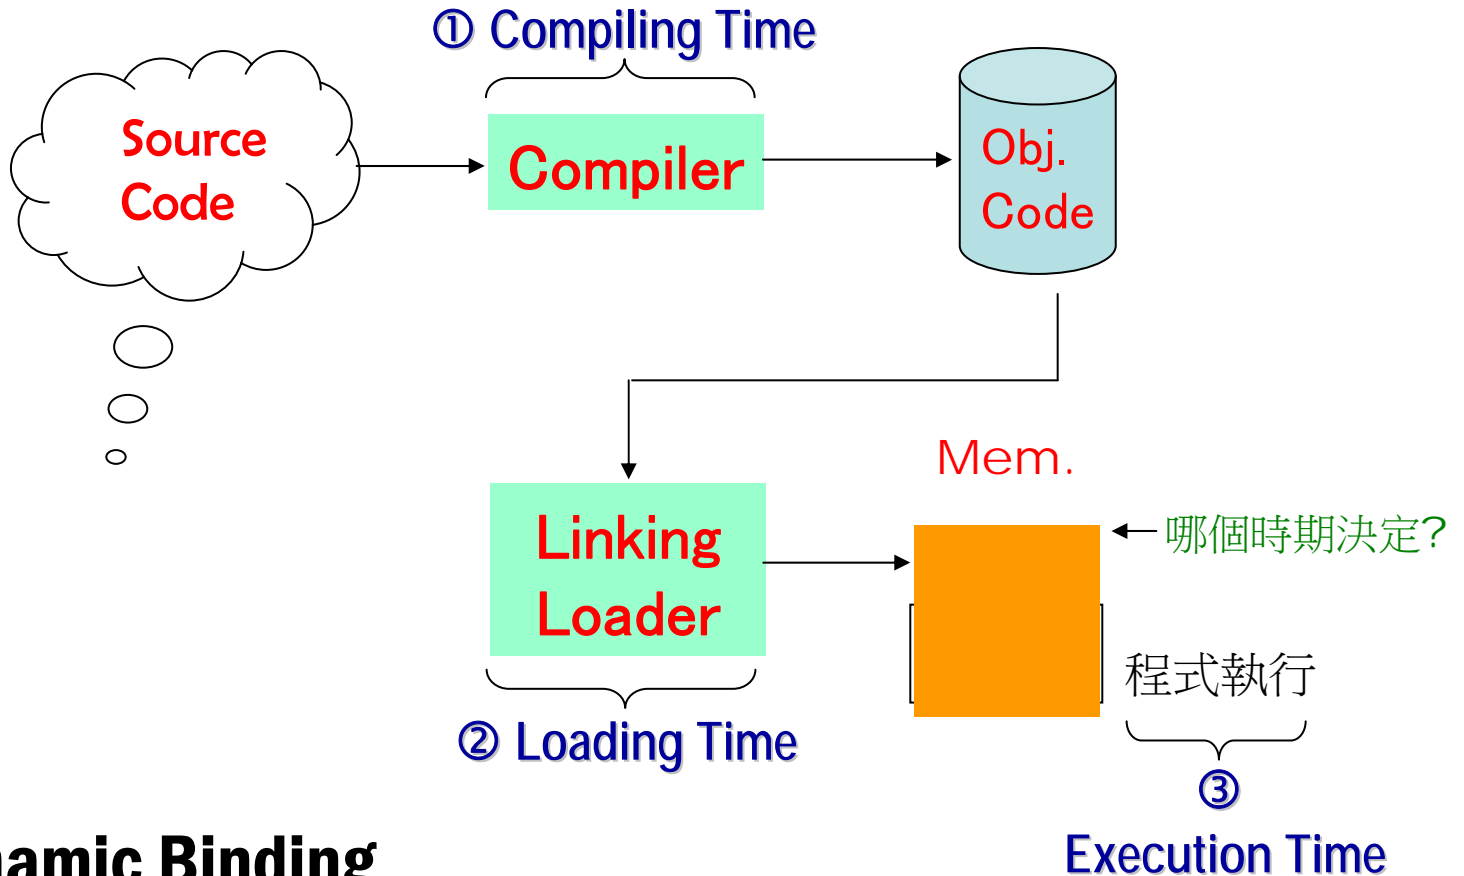 ① Compiling Time
Source
Code
Compiler
Obj.
Code
Mem.
Linking
Loader
哪個時期決定?
程式執行
② Loading Time
③
Execution Time
namic Binding